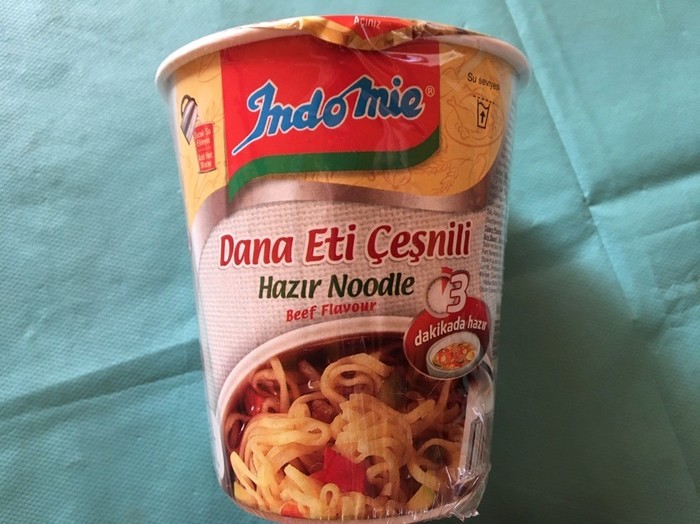 Açınız
Indomie®
Su seviyesi
Dana Eti Çeşnili
Hazır Noodle
Beef Flavour
3
dakikada hazır